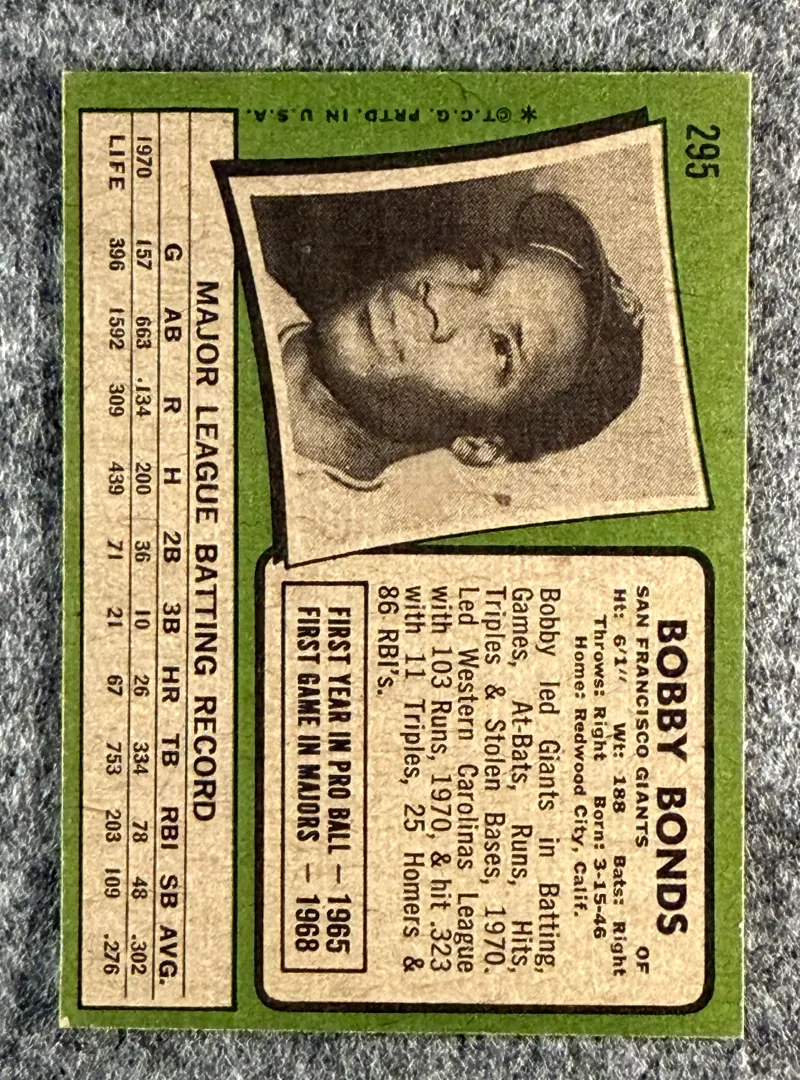 295
BOBBY BONDS
SAN FRANCISCO GIANTS OF
Ht: 6'1" Wt: 188 Bats: Right
Throws: Right Born: 3-15-46
Home: Redwood City, Calif.
Bobby led Giants in Batting,
Games, At-Bats, Runs, Hits,
Triples & Stolen Bases, 1970.
Led Western Carolinas League
with 103 Runs, 1970, & hit .323
with 11 Triples, 25 Homers &
86 RBI's.
FIRST YEAR IN PRO BALL — 1965
FIRST GAME IN MAJORS — 1968
*©T.C.G. PRTD. IN U.S.A.
MAJOR LEAGUE BATTING RECORD
G AB R H 2B 3B HR TB RBI SB AVG.
1970 157 663 .134 200 36 10 26 334 78 48 .302
LIFE 396 1592 309 439 71 21 67 753 203 109 .276